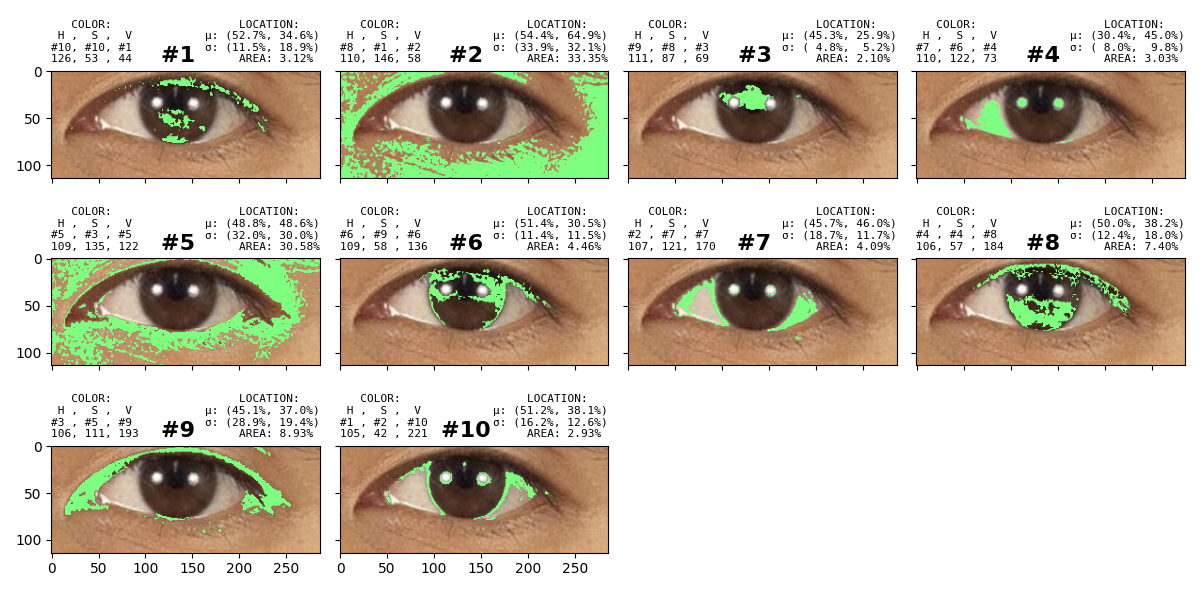 COLOR: LOCATION:
H , S , V μ: (52.7%, 34.6%)
#10, #10, #1 #1 σ: (11.5%, 18.9%)
126, 53 , 44 AREA: 3.12%
COLOR: LOCATION:
H , S , V μ: (54.4%, 64.9%)
#8 , #1 , #2 #2 σ: (33.9%, 32.1%)
110, 146, 58 AREA: 33.35%
COLOR: LOCATION:
H , S , V μ: (45.3%, 25.9%)
#9 , #8 , #3 #3 σ: ( 4.8%, 5.2%)
111, 87 , 69 AREA: 2.10%
COLOR: LOCATION:
H , S , V μ: (30.4%, 45.0%)
#7 , #6 , #4 #4 σ: ( 8.0%, 9.8%)
110, 122, 73 AREA: 3.03%
0
50
100
COLOR: LOCATION:
H , S , V μ: (48.8%, 48.6%)
#5 , #3 , #5 #5 σ: (32.0%, 30.0%)
109, 135, 122 AREA: 30.58%
COLOR: LOCATION:
H , S , V μ: (51.4%, 30.5%)
#6 , #9 , #6 #6 σ: (11.4%, 11.5%)
109, 58 , 136 AREA: 4.46%
COLOR: LOCATION:
H , S , V μ: (45.7%, 46.0%)
#2 , #7 , #7 #7 σ: (18.7%, 11.7%)
107, 121, 170 AREA: 4.09%
COLOR: LOCATION:
H , S , V μ: (50.0%, 38.2%)
#4 , #4 , #8 #8 σ: (12.4%, 18.0%)
106, 57 , 184 AREA: 7.40%
0
50
100
COLOR: LOCATION:
H , S , V μ: (45.1%, 37.0%)
#3 , #5 , #9 #9 σ: (28.9%, 19.4%)
106, 111, 193 AREA: 8.93%
COLOR: LOCATION:
H , S , V μ: (51.2%, 38.1%)
#1 , #2 , #10 #10 σ: (16.2%, 12.6%)
105, 42 , 221 AREA: 2.93%
0
50
100
0 50 100 150 200 250
0 50 100 150 200 250